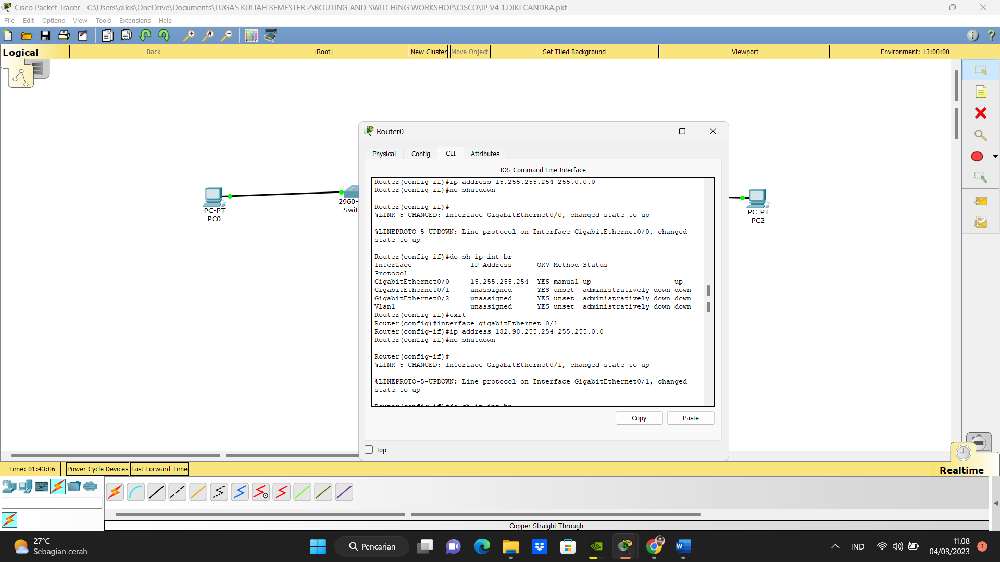 Cisco Packet Tracer - C:\Users\dikis\OneDrive\Documents\TUGAS KULIAH SEMESTER 2\ROUTING AND SWITCHING WORKSHOP\CISCO\IP V4 1.DIKI CANDRA.pkt
File Edit Options View Tools Extensions Help
Logical Back [Root] New Cluster Move Object Set Tiled Background Viewport Environment: 13:00:00
Router0
Physical Config CLI Attributes
IOS Command Line Interface
Router(config-if)#ip address 15.255.255.254 255.0.0.0
Router(config-if)#no shutdown
Router(config-if)#
%LINK-5-CHANGED: Interface GigabitEthernet0/0, changed state to up
%LINEPROTO-5-UPDOWN: Line protocol on Interface GigabitEthernet0/0, changed
state to up
Router(config-if)#do sh ip int br
Interface IP-Address OK? Method Status
Protocol
GigabitEthernet0/0 15.255.255.254 YES manual up up
GigabitEthernet0/1 unassigned YES unset administratively down down
GigabitEthernet0/2 unassigned YES unset administratively down down
Vlan1 unassigned YES unset administratively down down
Router(config-if)#exit
Router(config)#interface gigabitEthernet 0/1
Router(config-if)#ip address 182.98.255.254 255.255.0.0
Router(config-if)#no shutdown
Router(config-if)#
%LINK-5-CHANGED: Interface GigabitEthernet0/1, changed state to up
%LINEPROTO-5-UPDOWN: Line protocol on Interface GigabitEthernet0/1, changed
state to up
Router(config-if)#do sh ip int br
Copy Paste
Top
PC-PT
PC0
2960-
Swit
PC-PT
PC2
Time: 01:43:06 Power Cycle Devices Fast Forward Time
Realtime
Copper Straight-Through
27°C
Sebagian cerah
Pencarian
IND
11.08
04/03/2023
1